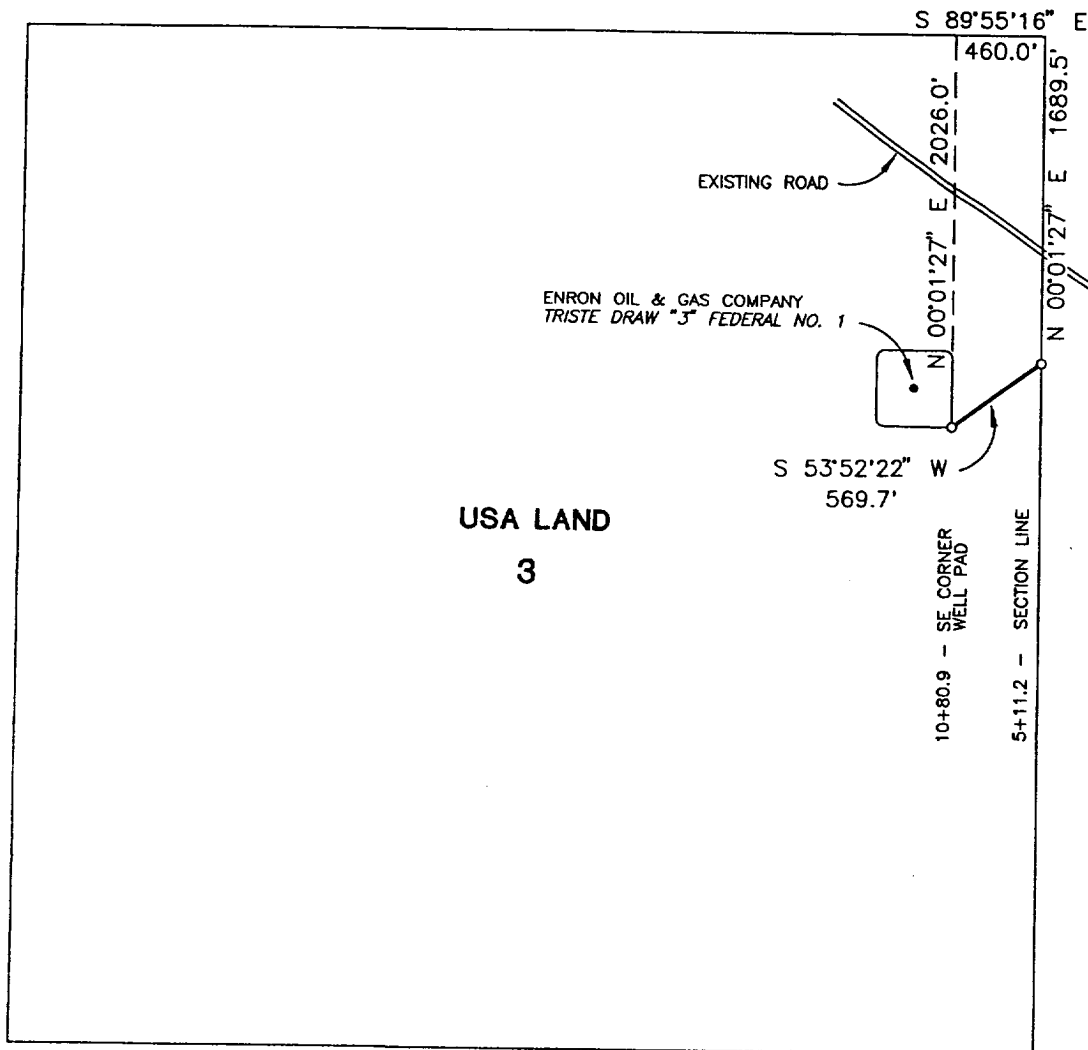 S 89°55'16" E
460.0'
N 00°01'27" E 1689.5'
N 00°01'27" E 2026.0'
EXISTING ROAD
ENRON OIL & GAS COMPANY
TRISTE DRAW "3" FEDERAL NO. 1
S 53°52'22" W
569.7'
USA LAND
3
10+80.9 - SE CORNER
WELL PAD
5+11.2 - SECTION LINE